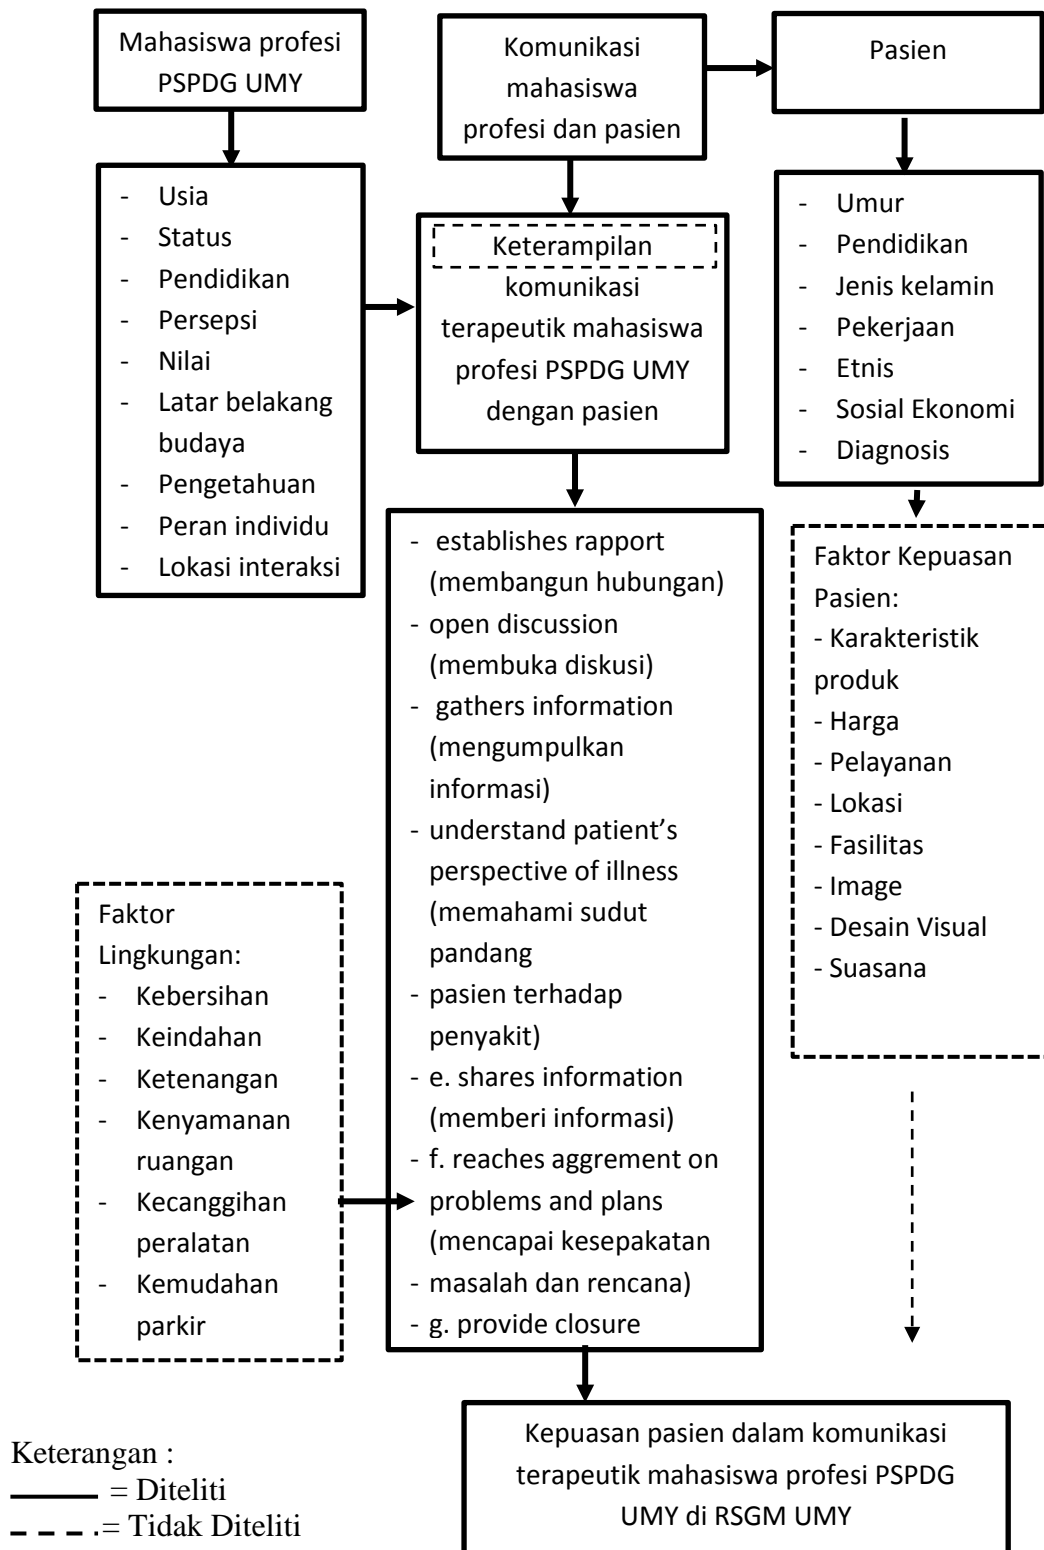 Mahasiswa profesi
PSPDG UMY
Komunikasi
mahasiswa
profesi dan pasien
Pasien
- Usia
- Status
- Pendidikan
- Persepsi
- Nilai
- Latar belakang
budaya
- Pengetahuan
- Peran individu
- Lokasi interaksi
Keterampilan
komunikasi
terapeutik mahasiswa
profesi PSPDG UMY
dengan pasien
- Umur
- Pendidikan
- Jenis kelamin
- Pekerjaan
- Etnis
- Sosial Ekonomi
- Diagnosis
- establishes rapport
(membangun hubungan)
- open discussion
(membuka diskusi)
- gathers information
(mengumpulkan
informasi)
- understand patient’s
perspective of illness
(memahami sudut
pandang
- pasien terhadap
penyakit)
- e. shares information
(memberi informasi)
- f. reaches aggrement on
problems and plans
(mencapai kesepakatan
- masalah dan rencana)
- g. provide closure
Faktor Kepuasan
Pasien:
- Karakteristik
produk
- Harga
- Pelayanan
- Lokasi
- Fasilitas
- Image
- Desain Visual
- Suasana
Faktor
Lingkungan:
- Kebersihan
- Keindahan
- Ketenangan
- Kenyamanan
ruangan
- Kecanggihan
peralatan
- Kemudahan
parkir
Kepuasan pasien dalam komunikasi
terapeutik mahasiswa profesi PSPDG
UMY di RSGM UMY
Keterangan :
= Diteliti
= Tidak Diteliti